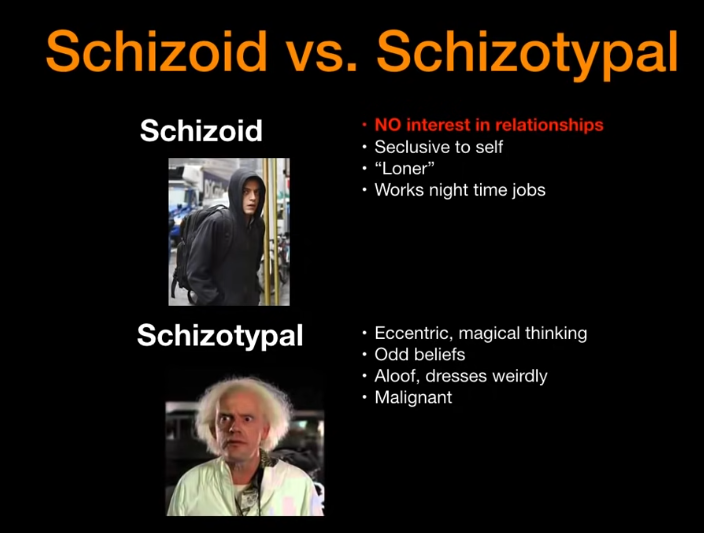 Schizoid vs. Schizotypal
Schizoid
• NO interest in relationships
• Seclusive to self
• “Loner”
• Works night time jobs
Schizotypal
• Eccentric, magical thinking
• Odd beliefs
• Aloof, dresses weirdly
• Malignant